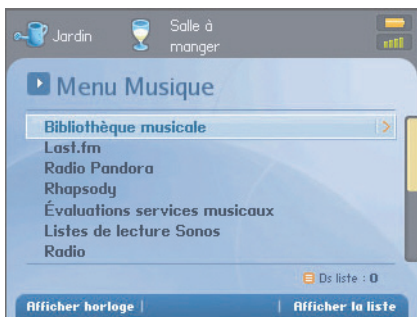 Jardin
Salle à
manger
Menu Musique
Bibliothèque musicale
Last.fm
Radio Pandora
Rhapsody
Évaluations services musicaux
Listes de lecture Sonos
Radio
Ds liste : 0
Afficher horloge
Afficher la liste